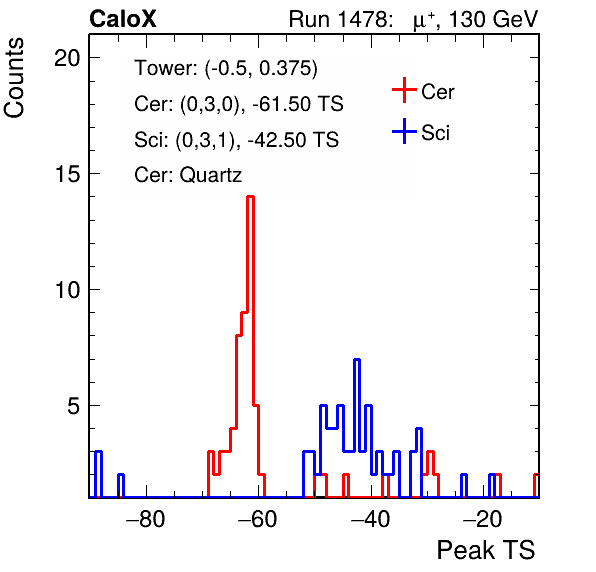 CaloX Run 1478: μ⁺, 130 GeV
Counts
20
15
10
5
Tower: (-0.5, 0.375)
Cer: (0,3,0), -61.50 TS
Sci: (0,3,1), -42.50 TS
Cer: Quartz
Cer
Sci
−80 −60 −40 −20
Peak TS